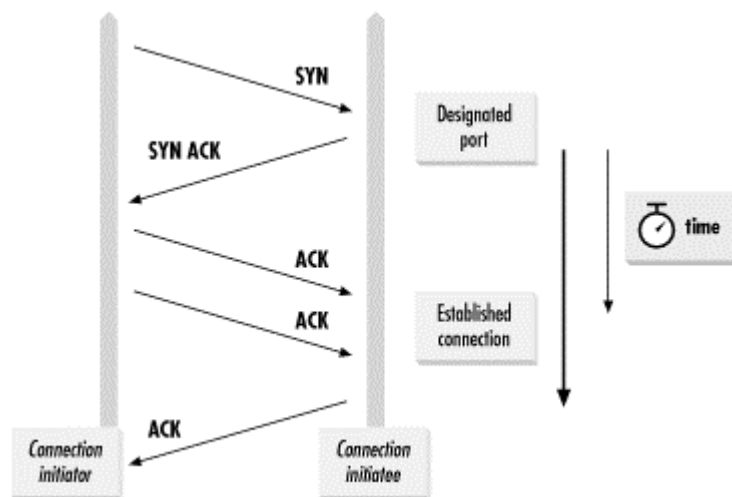 SYN
Designated
port
SYN ACK
time
ACK
ACK
Established
connection
ACK
Connection
initiator
Connection
initiatee